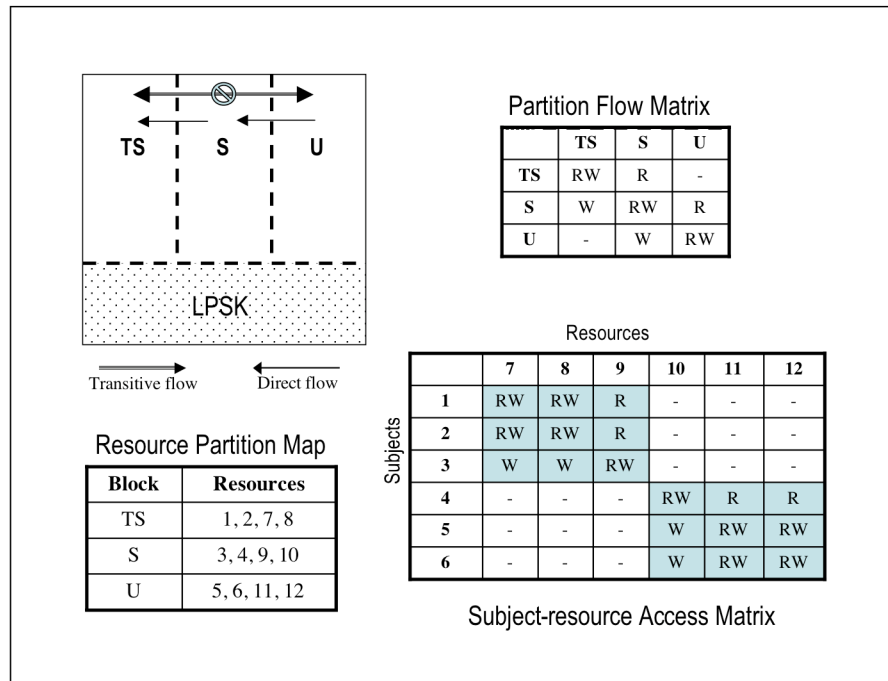 TS S U
LPSK
Transitive flow Direct flow
Partition Flow Matrix
TS S U
TS RW R -
S W RW R
U - W RW
Resource Partition Map
Block Resources
TS 1, 2, 7, 8
S 3, 4, 9, 10
U 5, 6, 11, 12
Resources
Subjects
7 8 9 10 11 12
1 RW RW R - - -
2 RW RW R - - -
3 W W RW - - -
4 - - - RW R R
5 - - - W RW RW
6 - - - W RW RW
Subject-resource Access Matrix